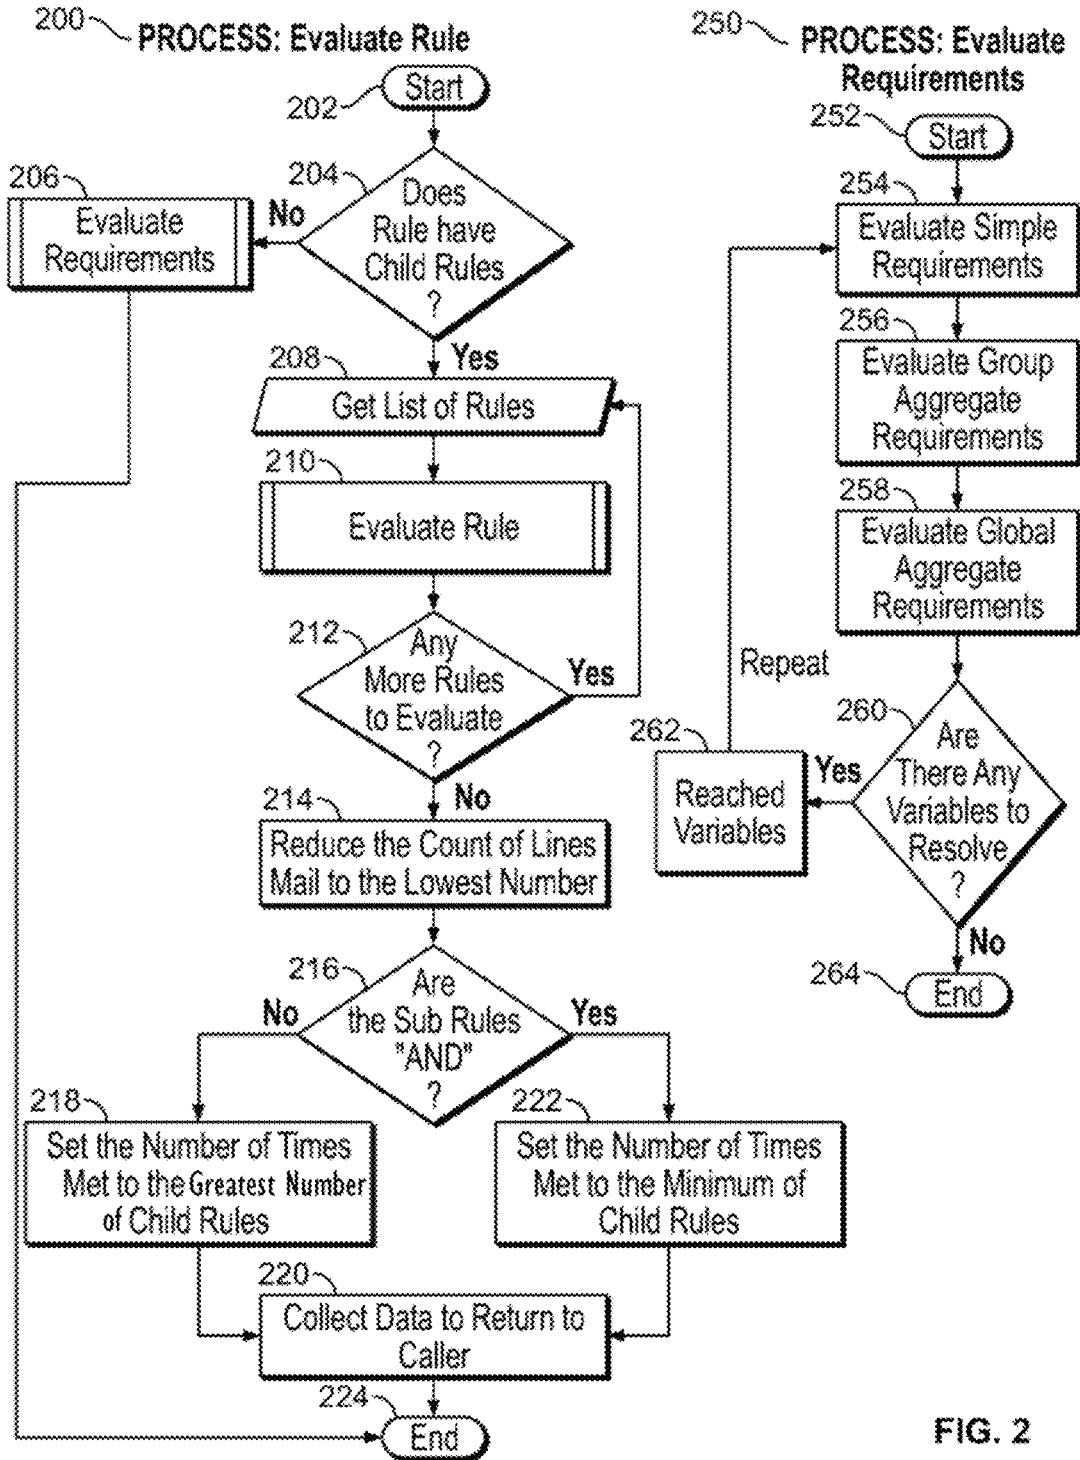 200
PROCESS: Evaluate Rule
202
Start
204
Does
Rule have
Child Rules
?
No
Yes
206
Evaluate
Requirements
208
Get List of Rules
210
Evaluate Rule
212
Any
More Rules
to Evaluate
?
Yes
No
214
Reduce the Count of Lines
Mail to the Lowest Number
216
Are
the Sub Rules
"AND"
?
No
Yes
218
Set the Number of Times
Met to the Greatest Number
of Child Rules
222
Set the Number of Times
Met to the Minimum of
Child Rules
220
Collect Data to Return to
Caller
224
End
250
PROCESS: Evaluate
Requirements
252
Start
254
Evaluate Simple
Requirements
256
Evaluate Group
Aggregate
Requirements
258
Evaluate Global
Aggregate
Requirements
260
Are
There Any
Variables to
Resolve
?
Yes
No
262
Reached
Variables
Repeat
264
End
FIG. 2